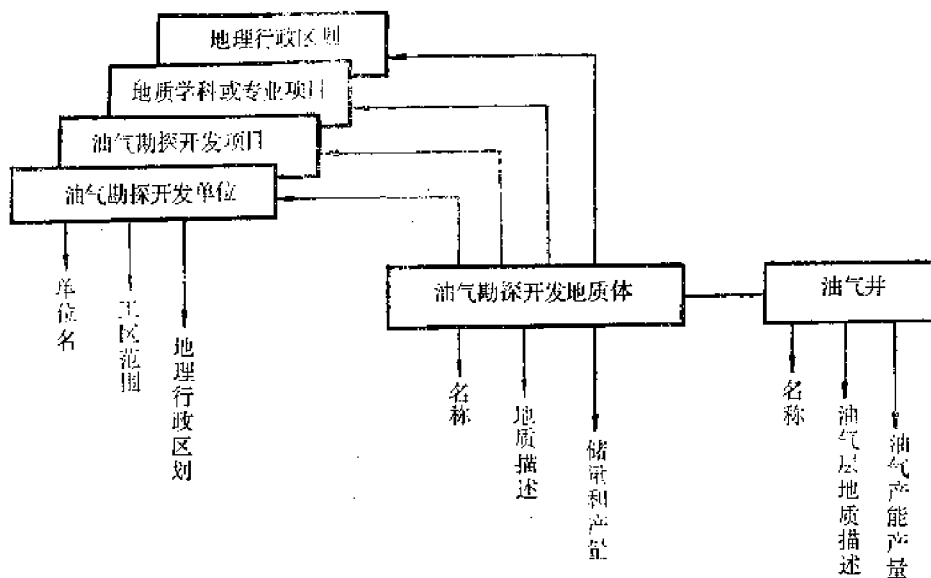 地理行政区划
地质学科或专业项目
油气勘探开发项目
油气勘探开发单位
单位名
工区范围
地理行政区划
油气勘探开发地质体
名称
地质描述
储量和产量
油气井
名称
油气层地质描述
油气产能产量